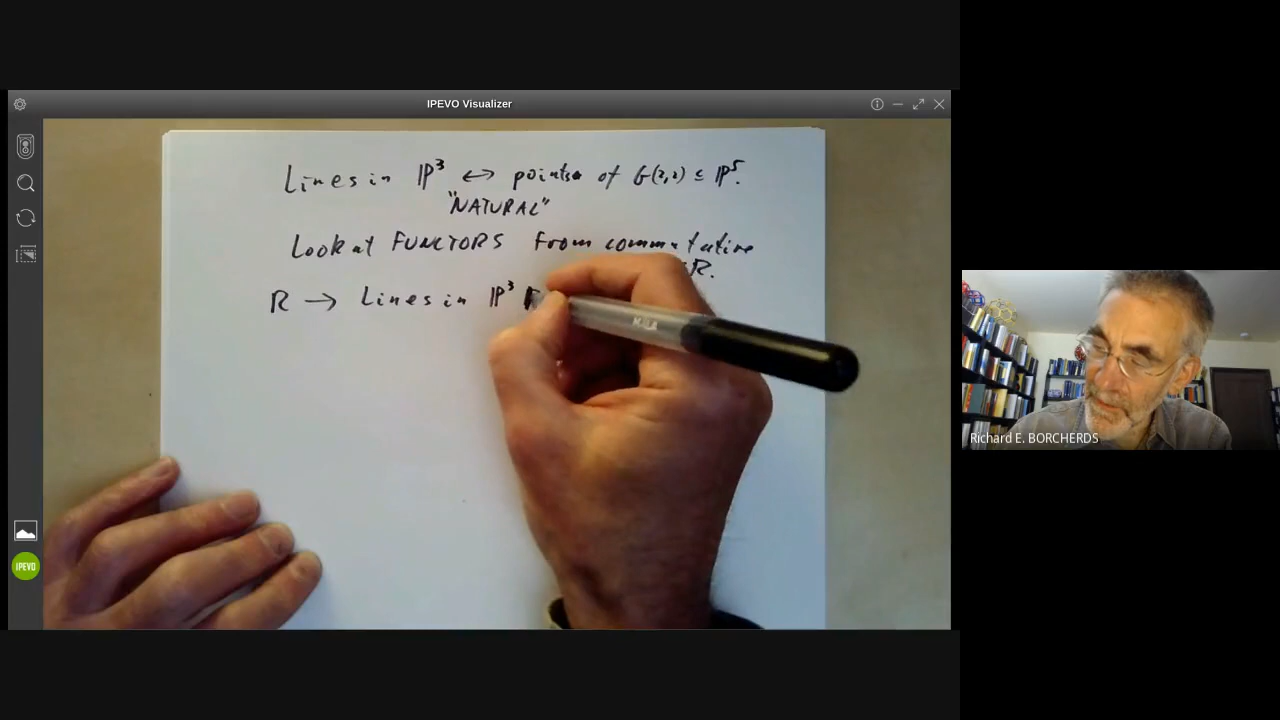 IPEVO Visualizer
Lines in ℙ³ ↔ points of G(2,2) ≤ ℙ⁵.
"NATURAL"
Look at FUNCTORS from commutative
R.
R → Lines in ℙ³
IPEVO
Richard E. BORCHERDS